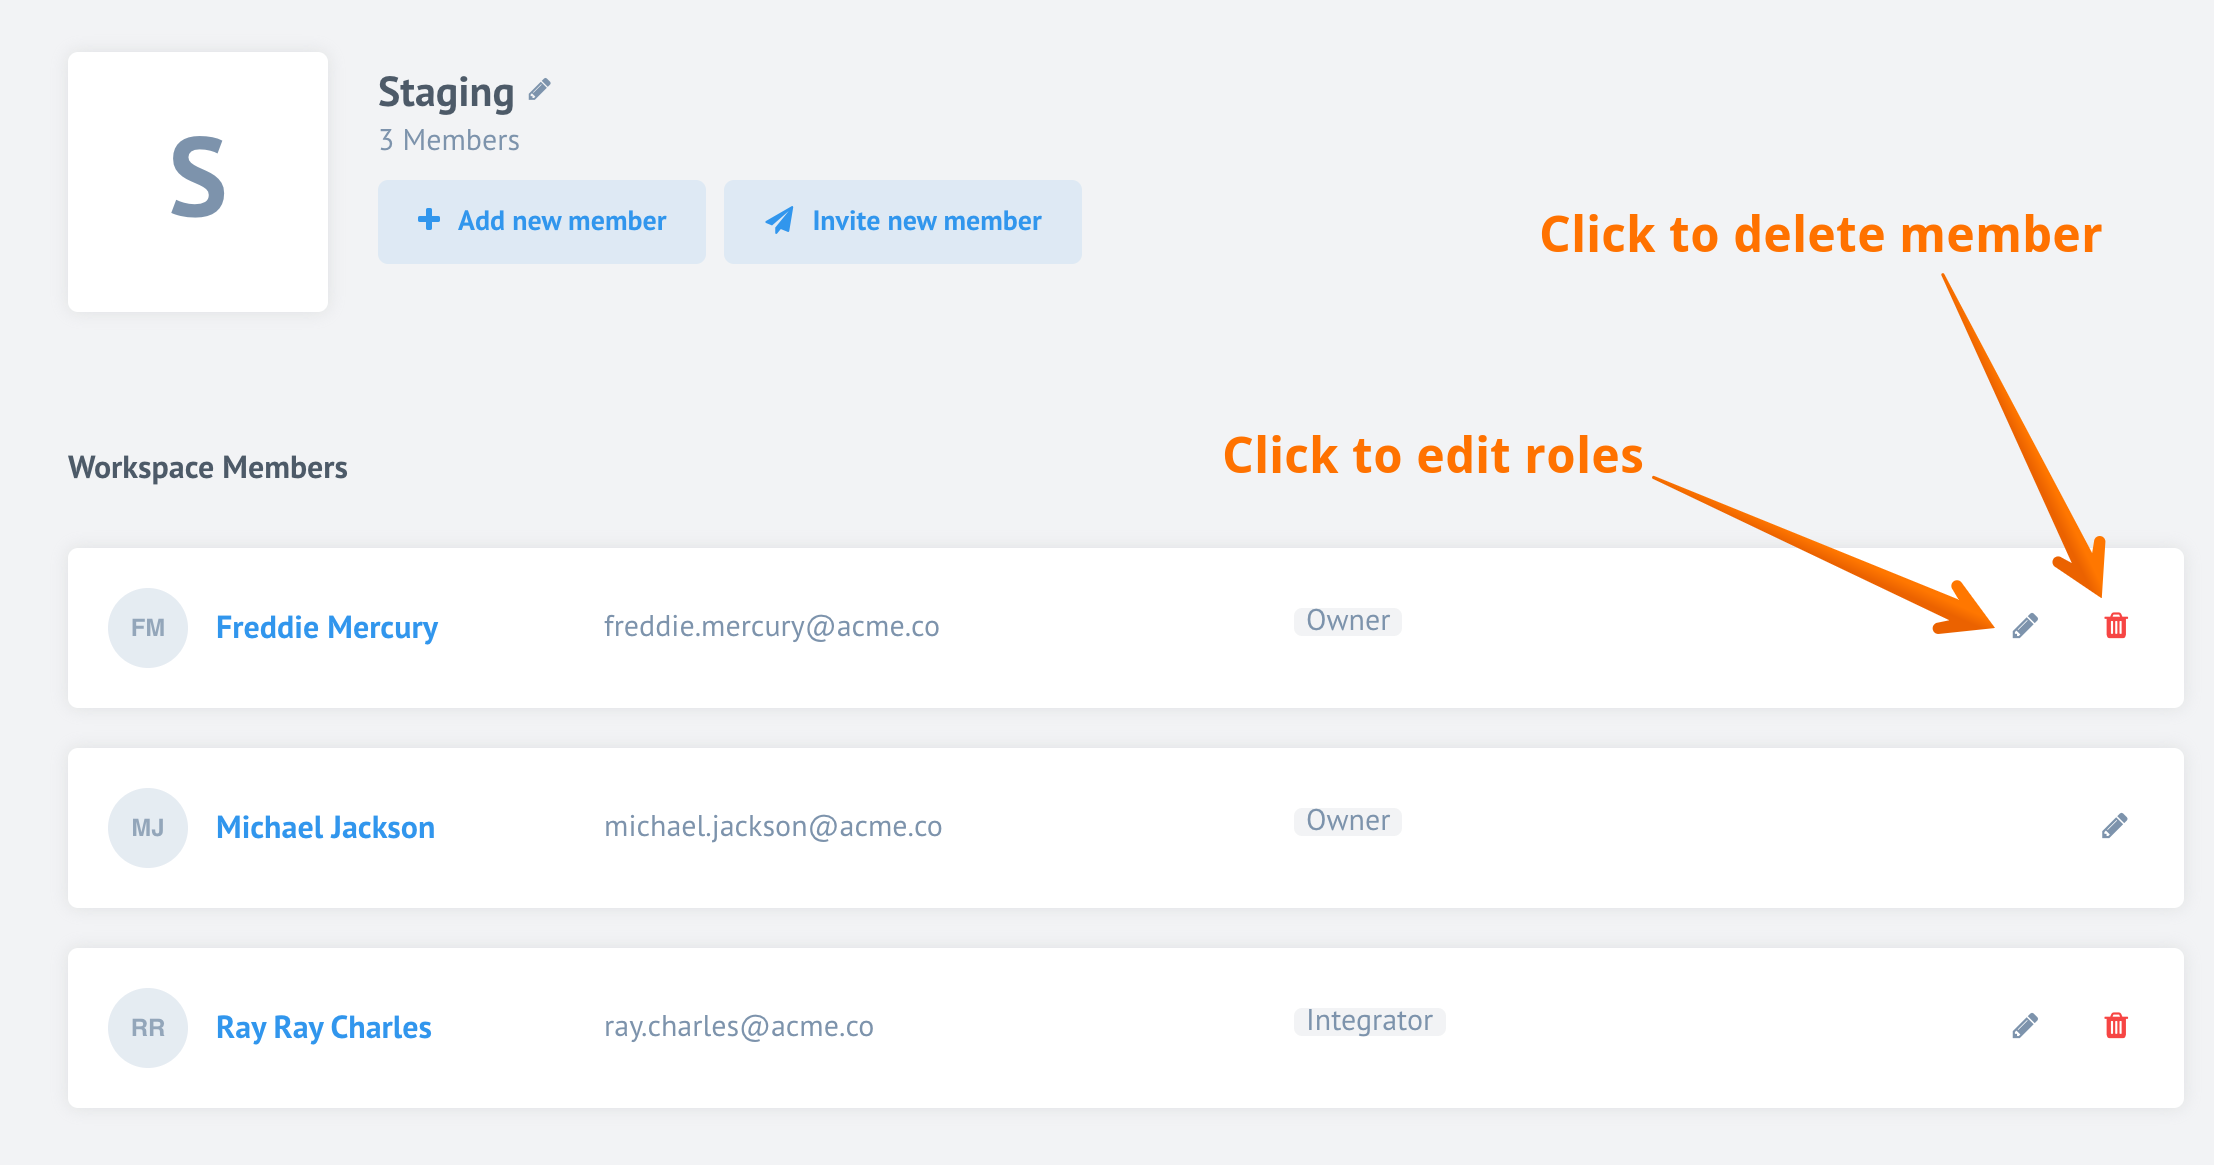 S
Staging
3 Members
Add new member
Invite new member
Click to delete member
Click to edit roles
Workspace Members
FM Freddie Mercury freddie.mercury@acme.co Owner
MJ Michael Jackson michael.jackson@acme.co Owner
RR Ray Ray Charles ray.charles@acme.co Integrator